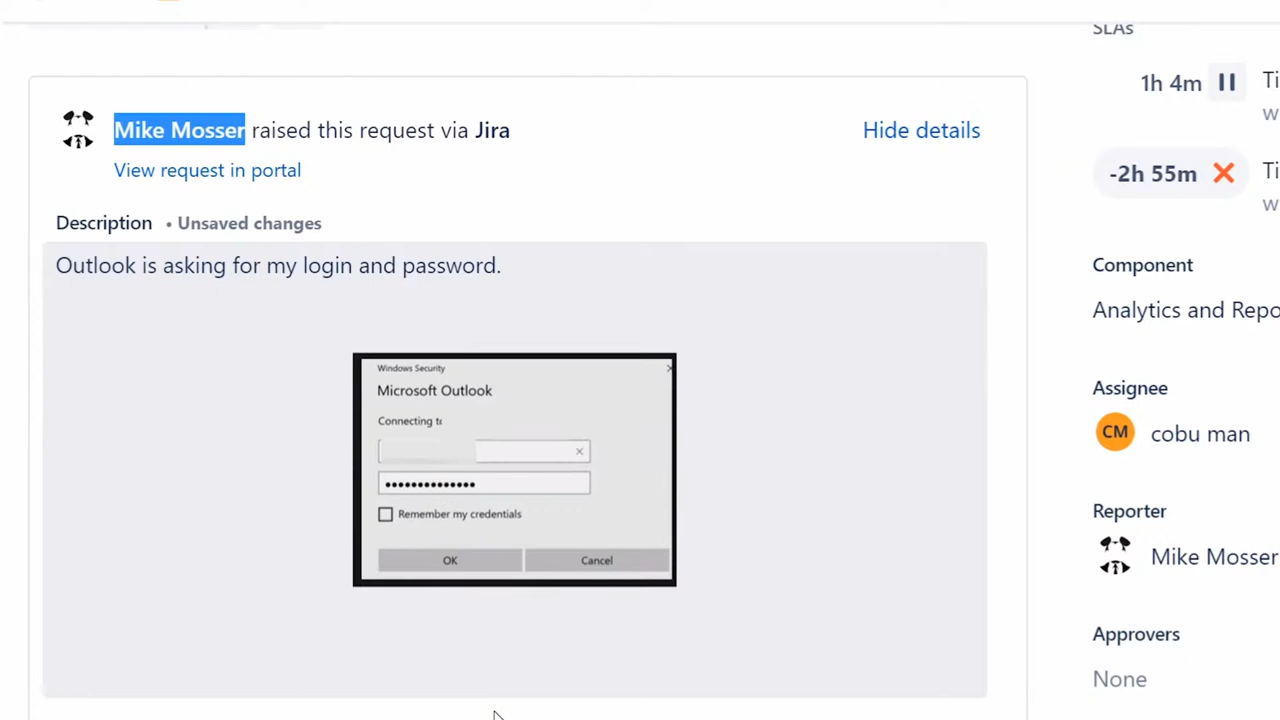 SLAs
Mike Mosser raised this request via Jira
Hide details
View request in portal
Description • Unsaved changes
Outlook is asking for my login and password.
Windows Security
Microsoft Outlook
Connecting to
Remember my credentials
OK
Cancel
1h 4m
-2h 55m
Component
Analytics and Repo
Assignee
CM
cobu man
Reporter
Mike Mosser
Approvers
None